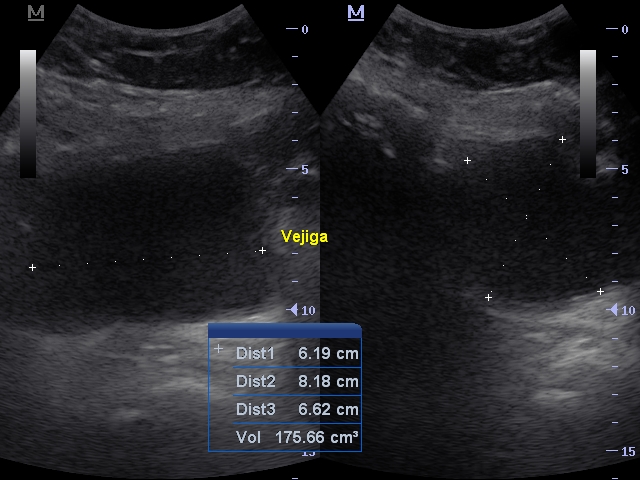 M
M
0
0
5
5
Vejiga
10
10
Dist1 6.19 cm
Dist2 8.18 cm
Dist3 6.62 cm
Vol 175.66 cm³
15
15